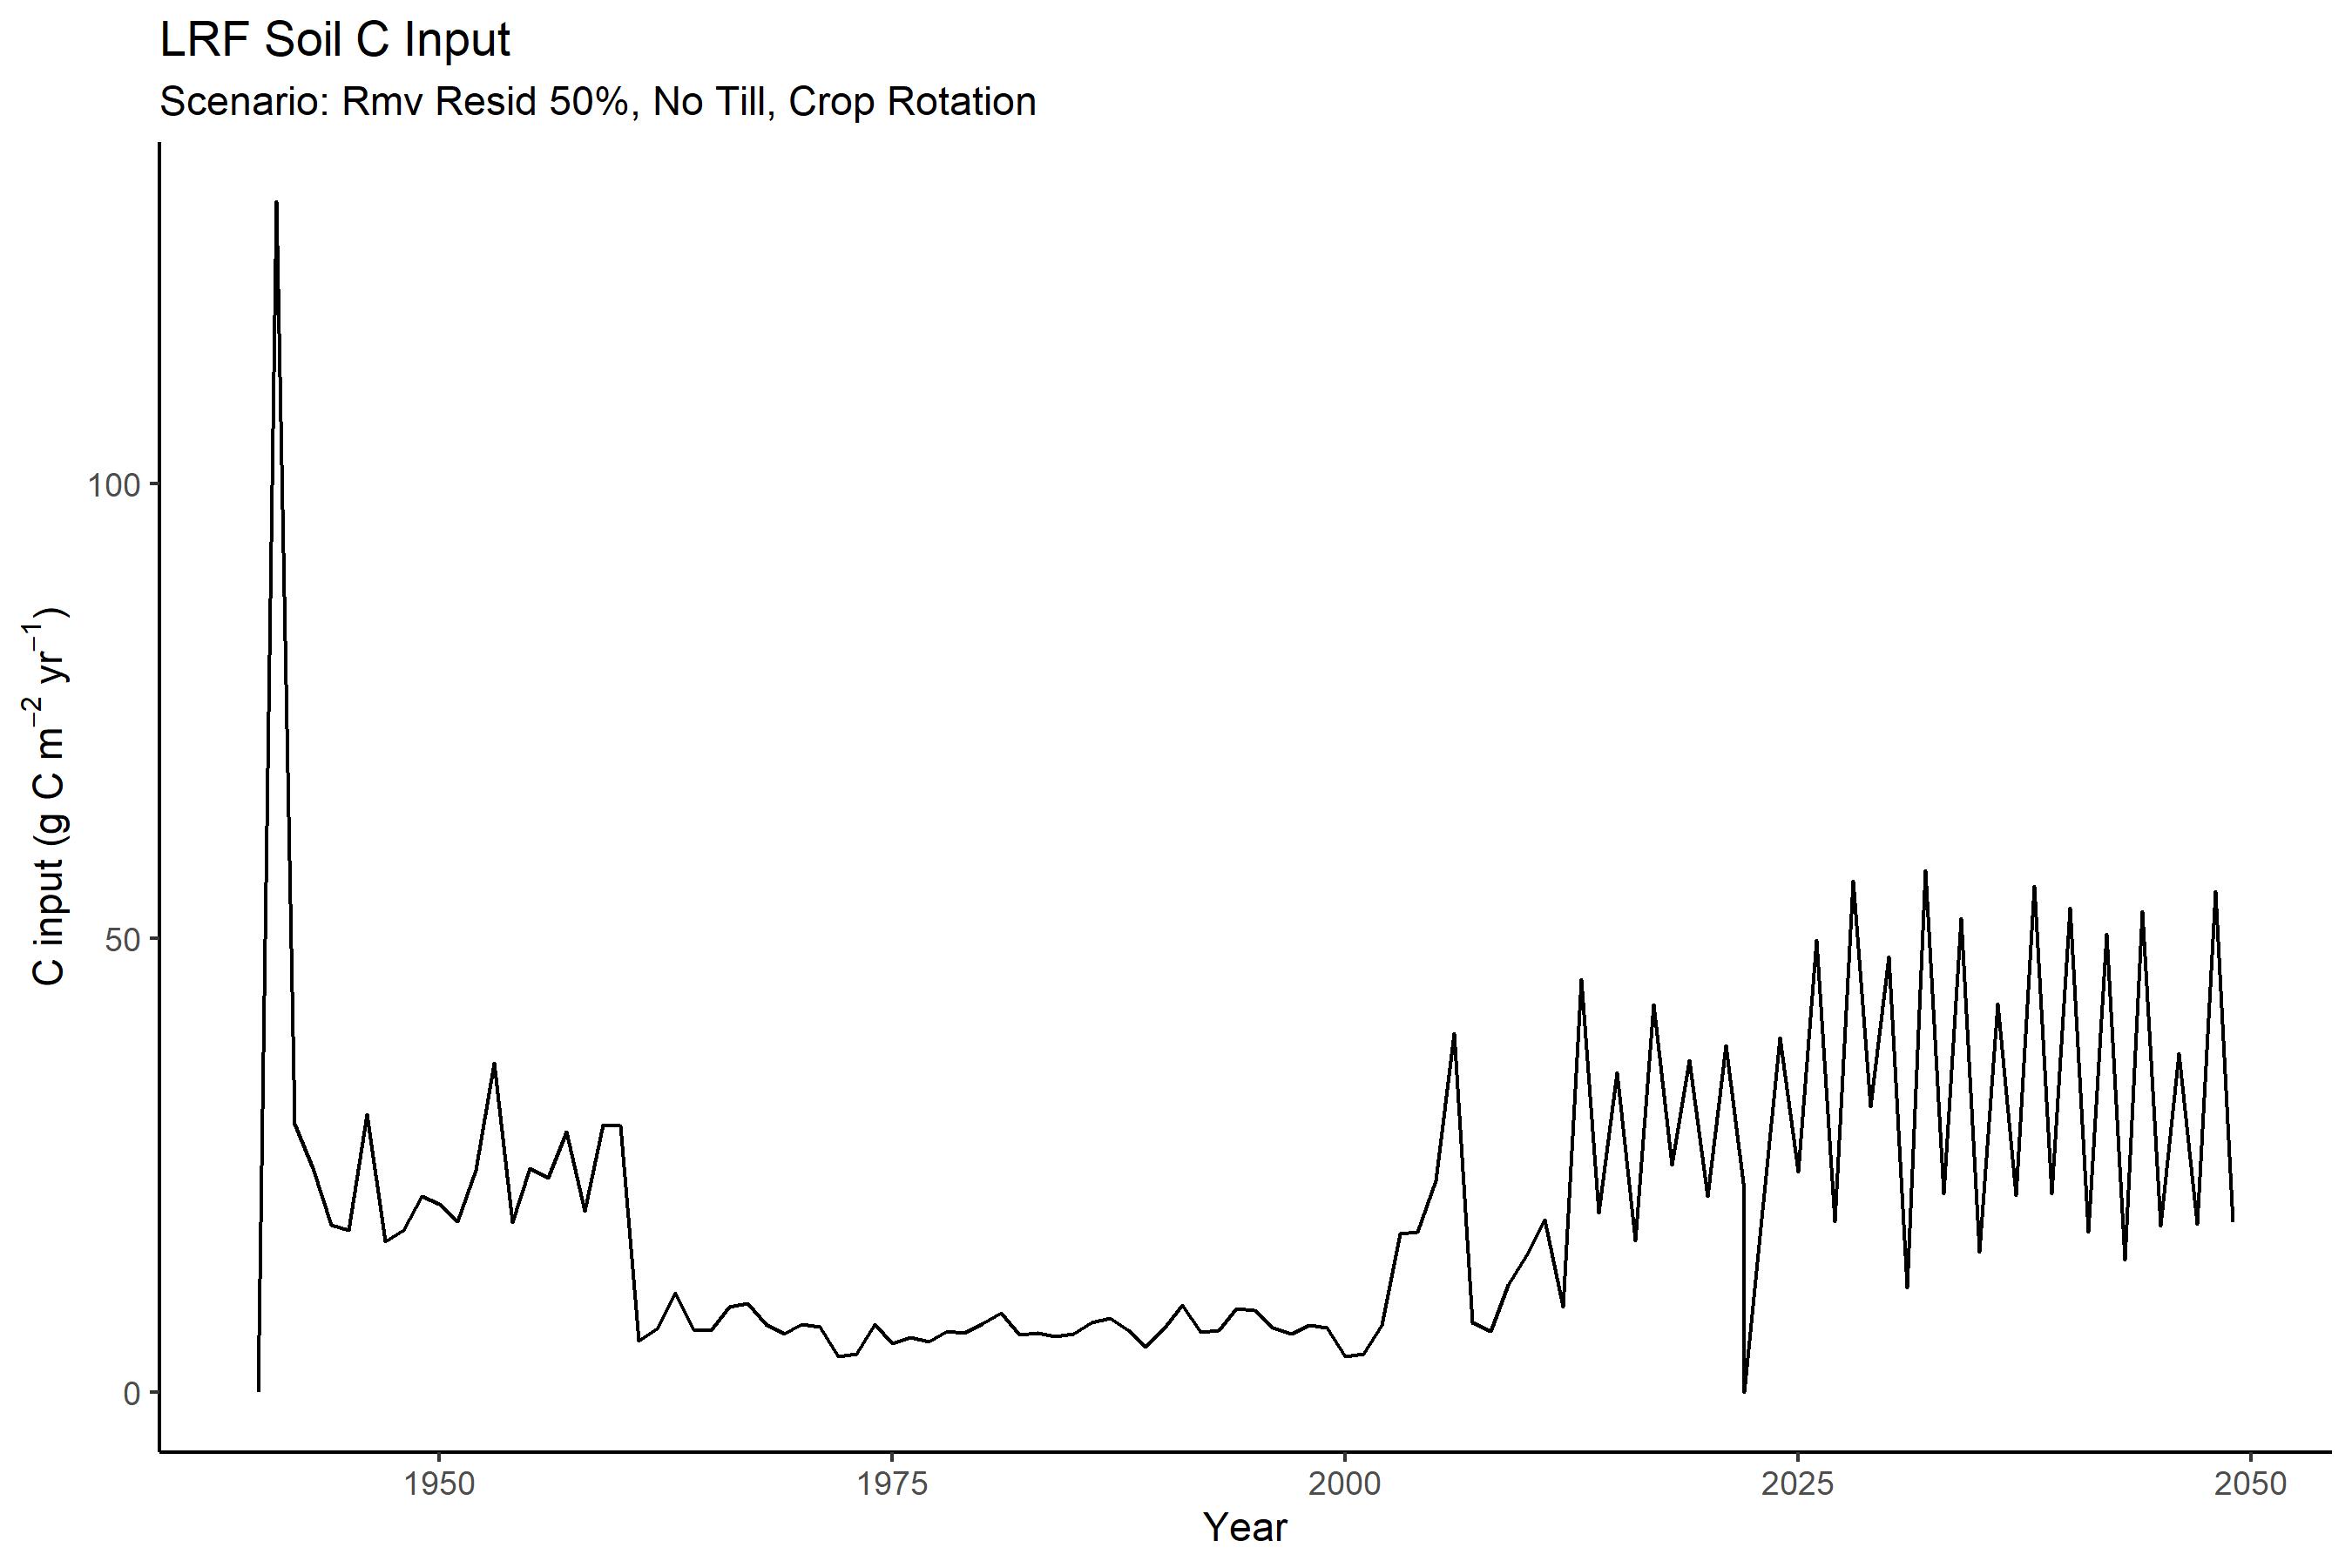 LRF Soil C Input
Scenario: Rmv Resid 50%, No Till, Crop Rotation
C input (g C m⁻² yr⁻¹)
100
50
0
1950 1975 2000 2025 2050
Year